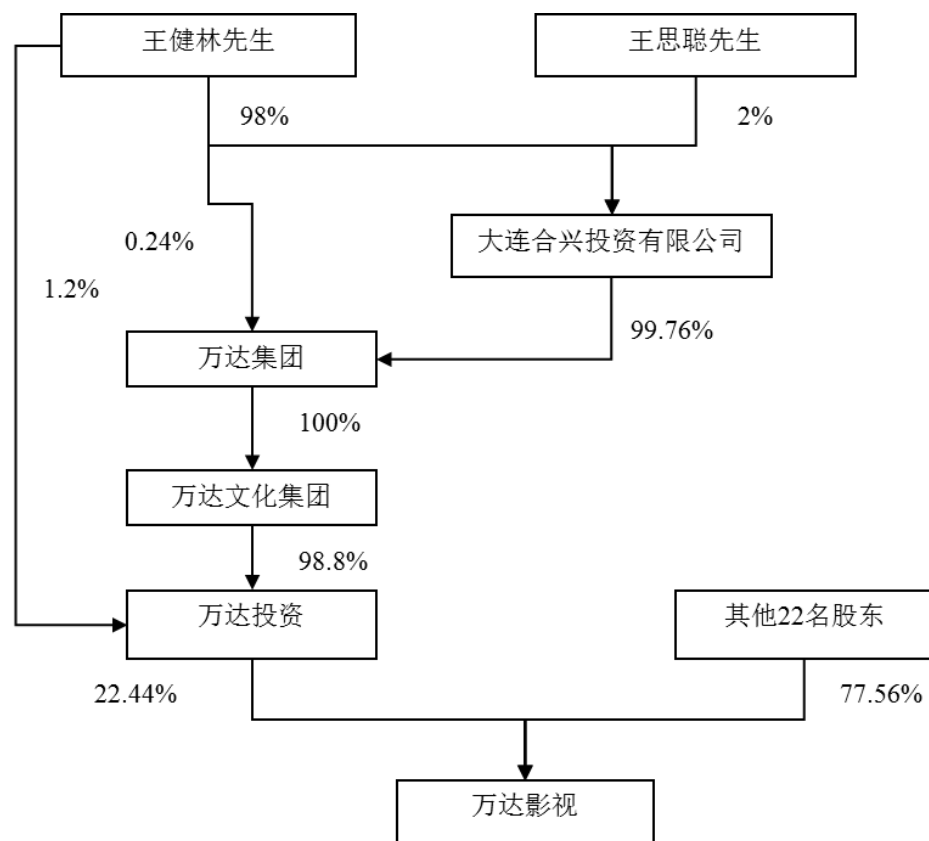 王健林先生
王思聪先生
98%
2%
大连合兴投资有限公司
0.24%
1.2%
99.76%
万达集团
100%
万达文化集团
98.8%
万达投资
其他22名股东
22.44%
77.56%
万达影视